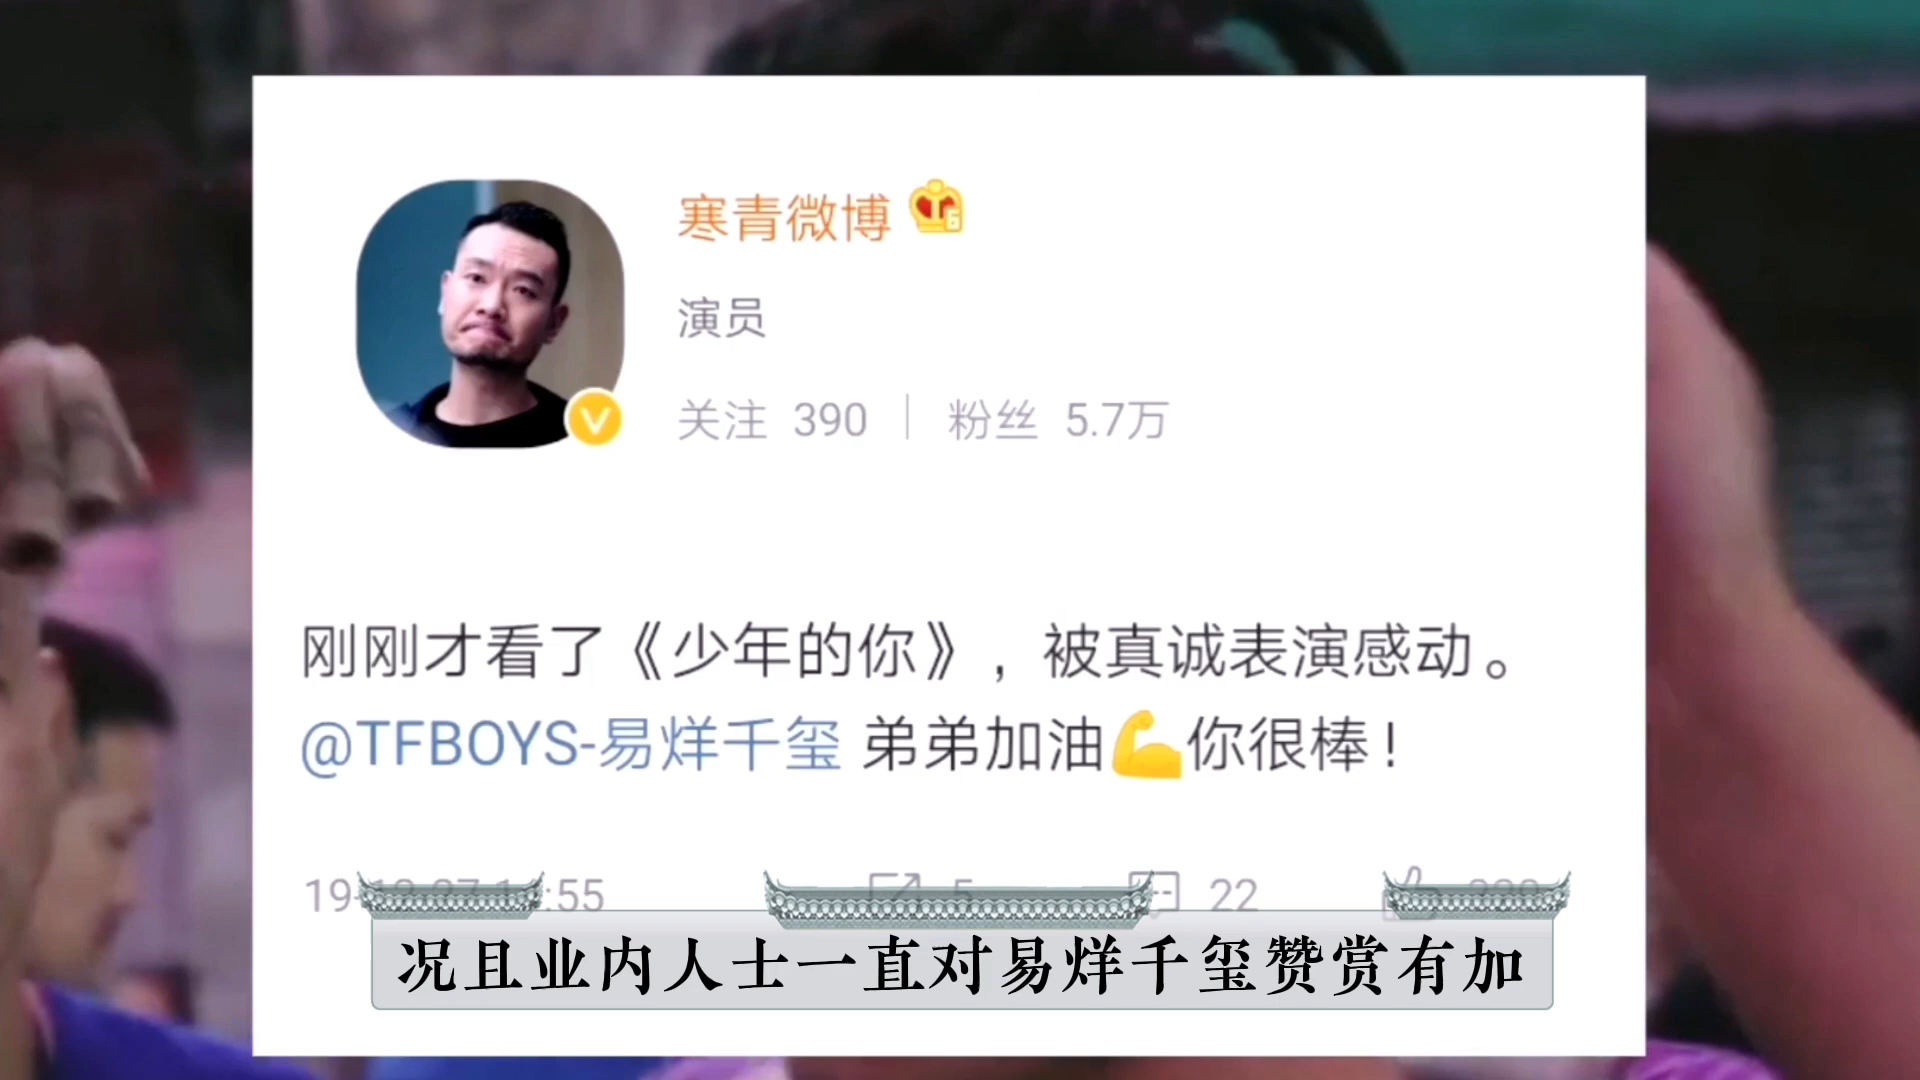 寒青微博
演员
关注 390 | 粉丝 5.7万
刚刚才看了《少年的你》，被真诚表演感动。
@TFBOYS-易烊千玺 弟弟加油💪你很棒！
:55 5 22
况且业内人士一直对易烊千玺赞赏有加